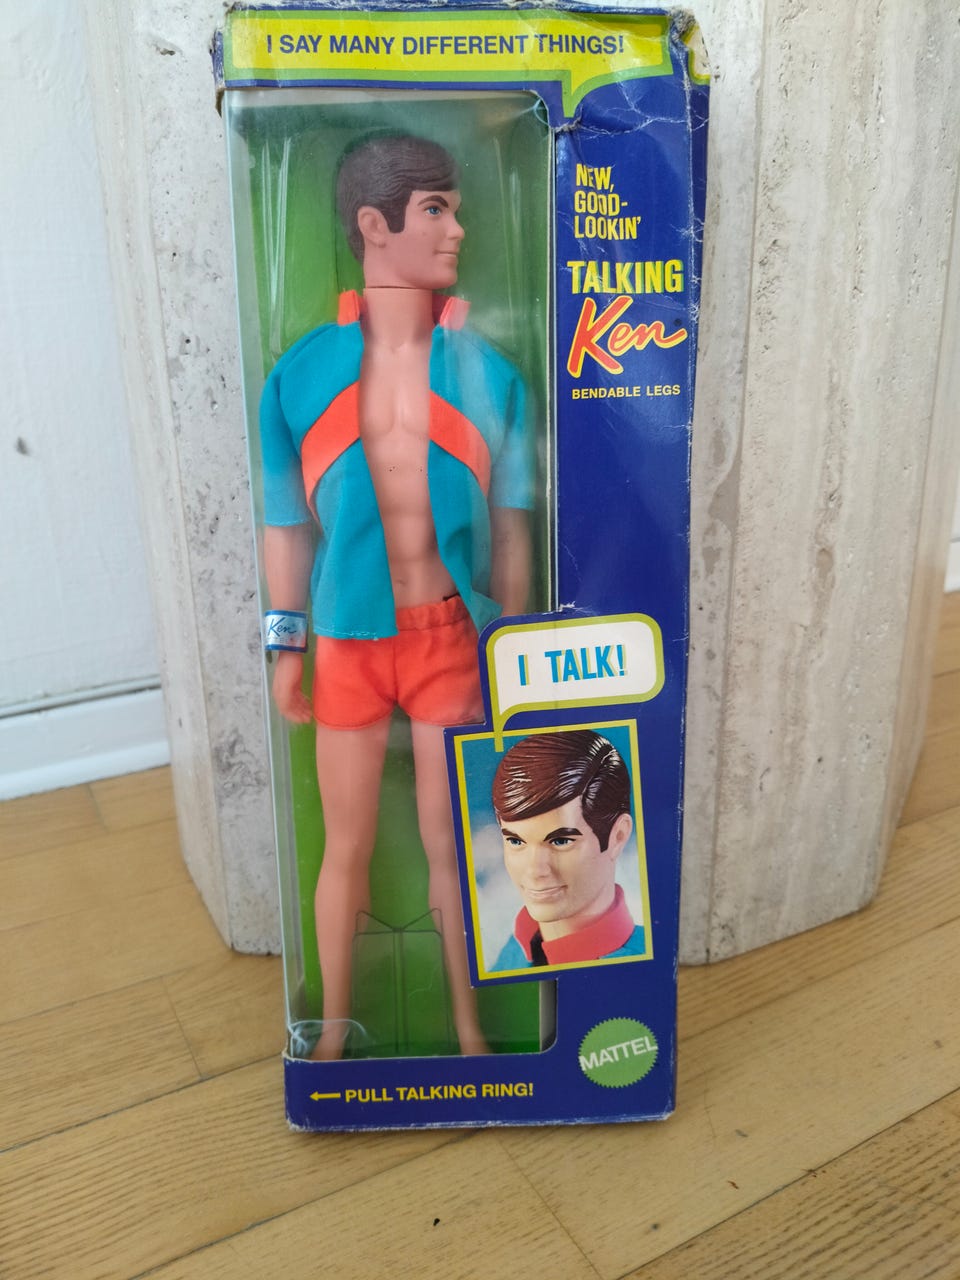 I SAY MANY DIFFERENT THINGS!
NEW,
GOOD-
LOOKIN'
TALKING
Ken
BENDABLE LEGS
Ken
I TALK!
MATTEL
PULL TALKING RING!